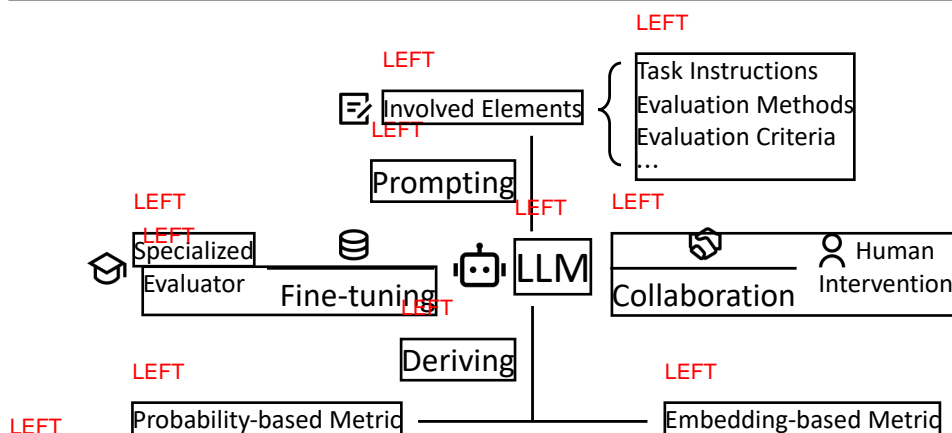 LEFT
LEFT
Task Instructions
Involved Elements
Evaluation Methods
LEFT
Evaluation Criteria
...
Prompting
LEFT
LEFT
LEFT
LEFT
Specialized
Evaluator
Fine-tuning
LLM
Collaboration
Human
Intervention
LEFT
Deriving
LEFT
LEFT
LEFT
Probability-based Metric
Embedding-based Metric